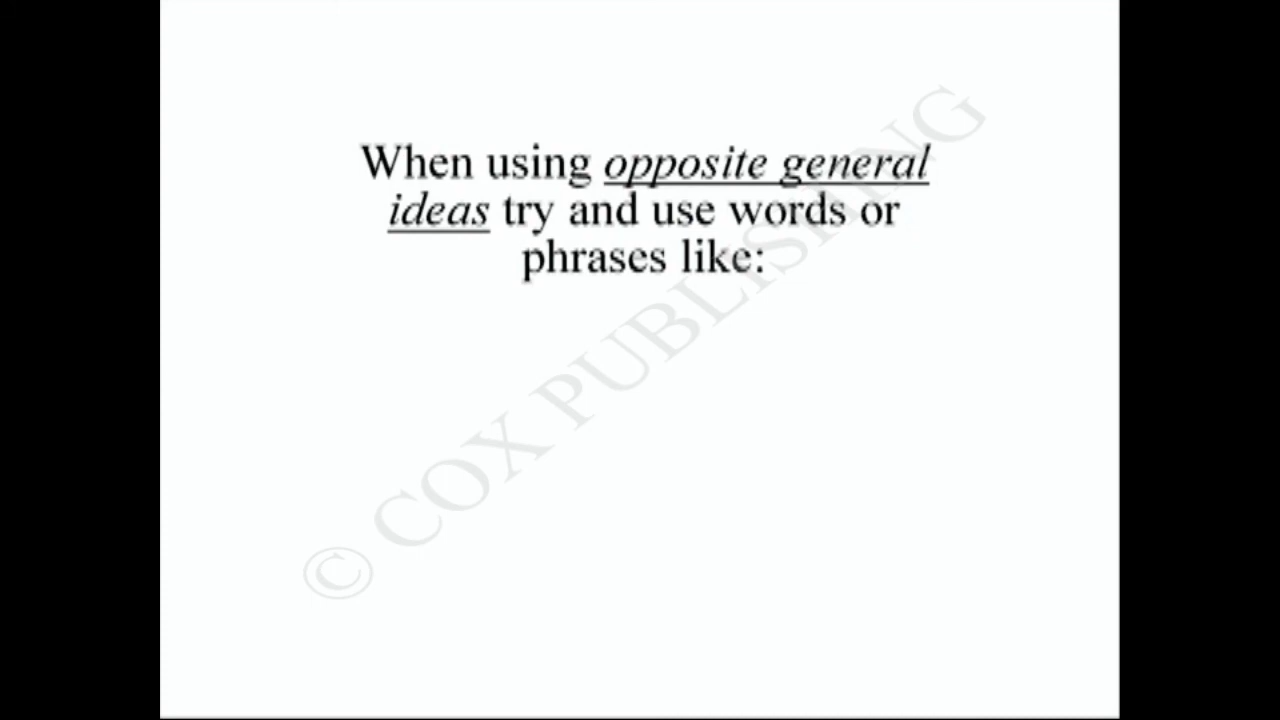 When using opposite general
ideas try and use words or
phrases like:
© COX PUBLISHING